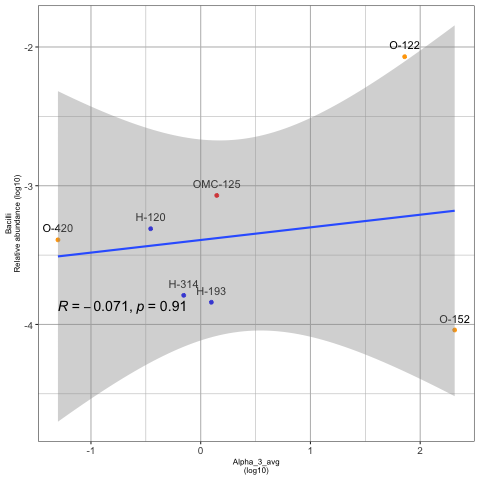 -2
O-122
-3
OMC-125
H-120
O-420
H-314
H-193
R = −0.071, p = 0.91
O-152
-4
Bacilli
Relative abundance (log10)
-1
0
1
2
Alpha_3_avg
(log10)